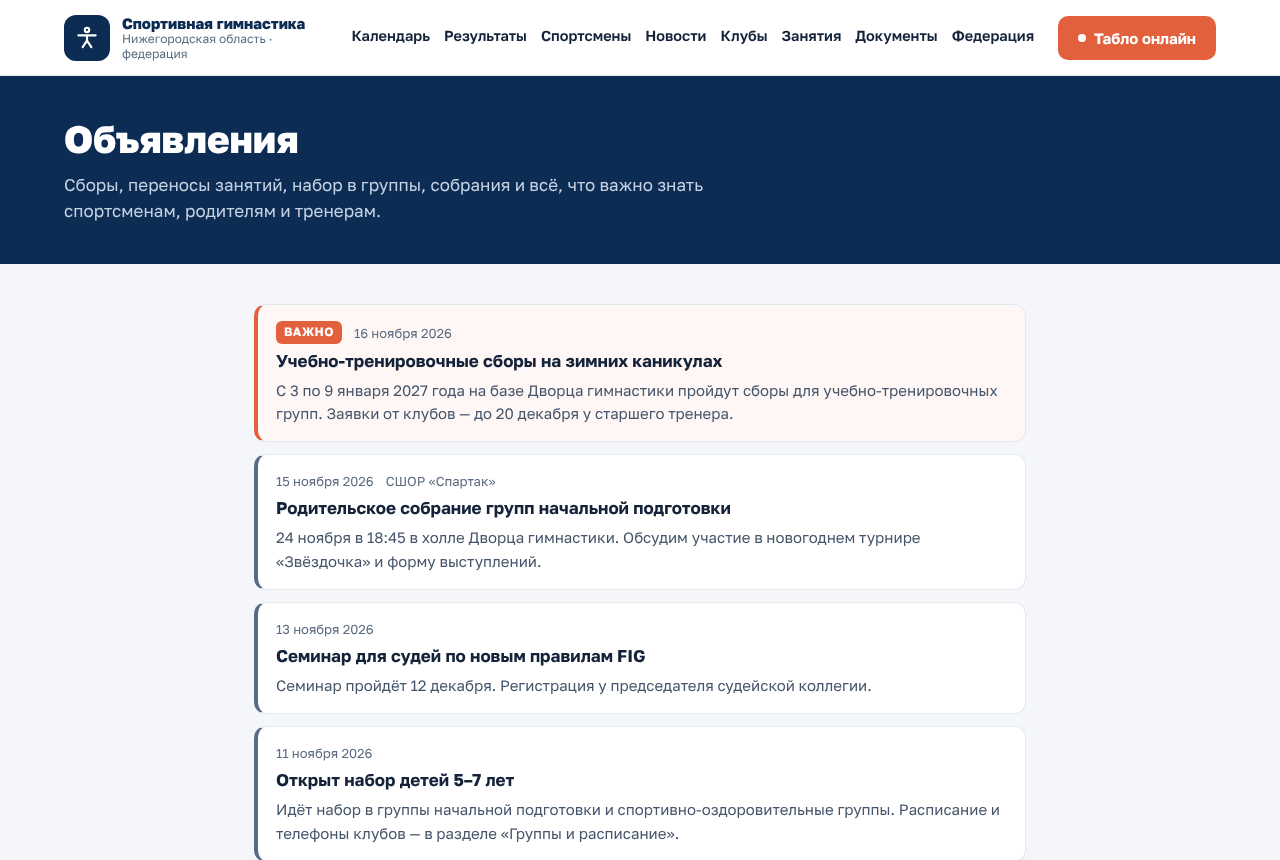 Спортивная гимнастика
Нижегородская область ·
федерация
Календарь Результаты Спортсмены Новости Клубы Занятия Документы Федерация
Табло онлайн
Объявления
Сборы, переносы занятий, набор в группы, собрания и всё, что важно знать
спортсменам, родителям и тренерам.
ВАЖНО 16 ноября 2026
Учебно-тренировочные сборы на зимних каникулах
С 3 по 9 января 2027 года на базе Дворца гимнастики пройдут сборы для учебно-тренировочных
групп. Заявки от клубов — до 20 декабря у старшего тренера.
15 ноября 2026 СШОР «Спартак»
Родительское собрание групп начальной подготовки
24 ноября в 18:45 в холле Дворца гимнастики. Обсудим участие в новогоднем турнире
«Звёздочка» и форму выступлений.
13 ноября 2026
Семинар для судей по новым правилам FIG
Семинар пройдёт 12 декабря. Регистрация у председателя судейской коллегии.
11 ноября 2026
Открыт набор детей 5–7 лет
Идёт набор в группы начальной подготовки и спортивно-оздоровительные группы. Расписание и
телефоны клубов — в разделе «Группы и расписание».